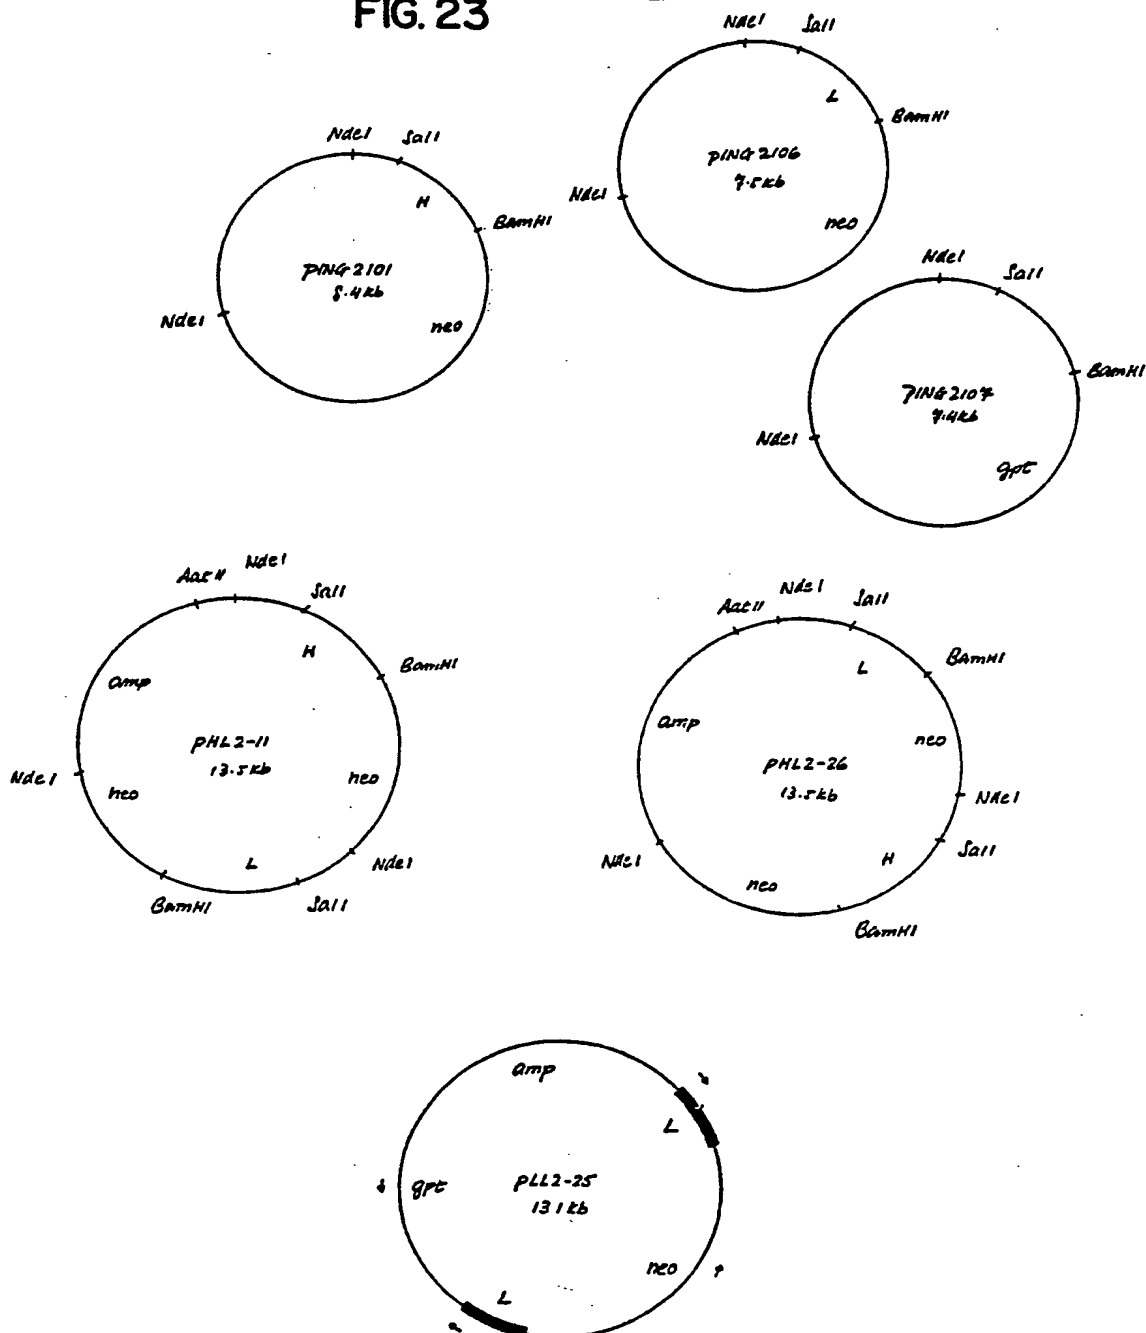 FIG. 23
NdeI
SalI
L
BamHI
pING2106
7.5kb
NdeI
neo
NdeI
SalI
H
BamHI
pING2101
8.4kb
NdeI
neo
NdeI
SalI
BamHI
pING2107
7.4kb
NdeI
gpt
AatII
NdeI
SalI
H
BamHI
amp
pHL2-11
13.5kb
NdeI
neo
neo
L
NdeI
BamHI
SalI
AatII
NdeI
SalI
L
BamHI
amp
neo
pHL2-26
13.5kb
NdeI
NdeI
H
SalI
neo
BamHI
amp
L
gpt
pLL2-25
13.1kb
neo
L